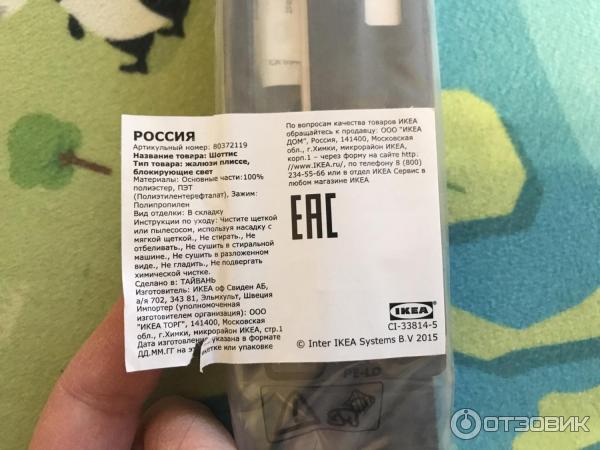 РОССИЯ
Артикульный номер: 80372119
Название товара: Шоттис
Тип товара: жалюзи плиссе,
блокирующие свет
Материалы: Основные части:100%
полиэстер, ПЭТ
(Полиэтилентерефталат), Зажим:
Полипропилен
Вид отделки: В складку
Инструкции по уходу: Чистите щеткой
или пылесосом, используя насадку с
мягкой щеткой., Не стирать., Не
отбеливать., Не сушить в стиральной
машине., Не сушить в разложенном
виде., Не гладить., Не подвергать
химической чистке.
Сделано в: ТАЙВАНЬ
Изготовитель: ИКЕА оф Свиден АБ,
а/я 702, 343 81, Эльмхульт, Швеция
Импортер (уполномоченная
изготовителем организация): ООО
"ИКЕА ТОРГ", 141400, Московская
обл., г.Химки, микрорайон ИКЕА, стр.1
Дата изготовления указана в формате
ДД.ММ.ГГ на этикетке или упаковке
По вопросам качества товаров ИКЕА
обращайтесь к продавцу: ООО "ИКЕА
ДОМ", Россия, 141400, Московская
обл., г.Химки, микрорайон ИКЕА,
корп.1 – через форму на сайте http:
//www.IKEA.ru/, по телефону 8 (800)
234-55-66 или в отдел ИКЕА Сервис в
любом магазине ИКЕА
EAC
IKEA
CI-33814-5
© Inter IKEA Systems B.V 2015
PE-LD
ОТЗОВИК